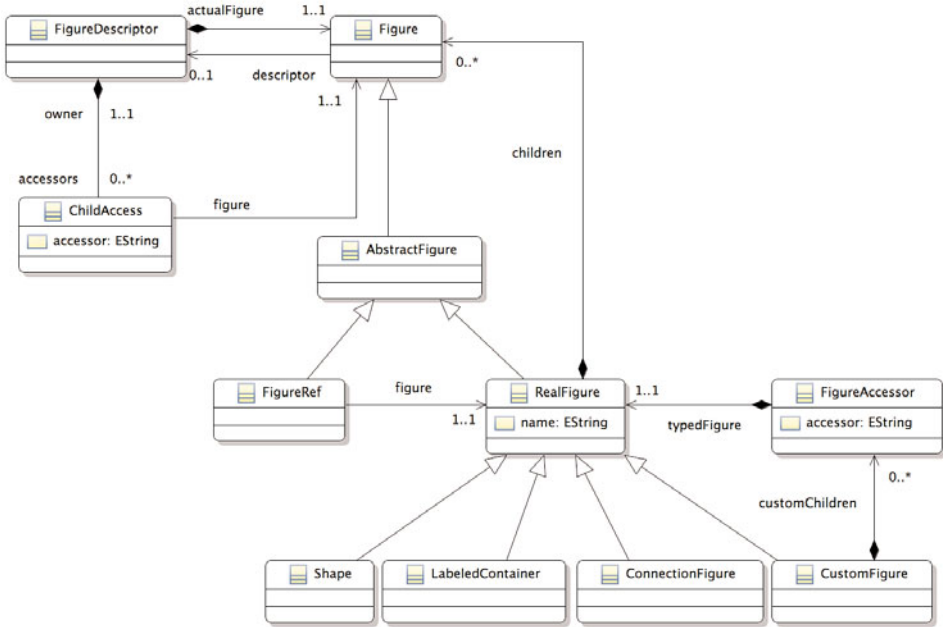 actualFigure
1..1
FigureDescriptor
Figure
0..1
descriptor
0..*
1..1
owner
1..1
children
accessors
0..*
ChildAccess
figure
accessor: EString
AbstractFigure
FigureRef
figure
1..1
RealFigure
name: EString
1..1
typedFigure
FigureAccessor
accessor: EString
0..*
customChildren
Shape
LabeledContainer
ConnectionFigure
CustomFigure